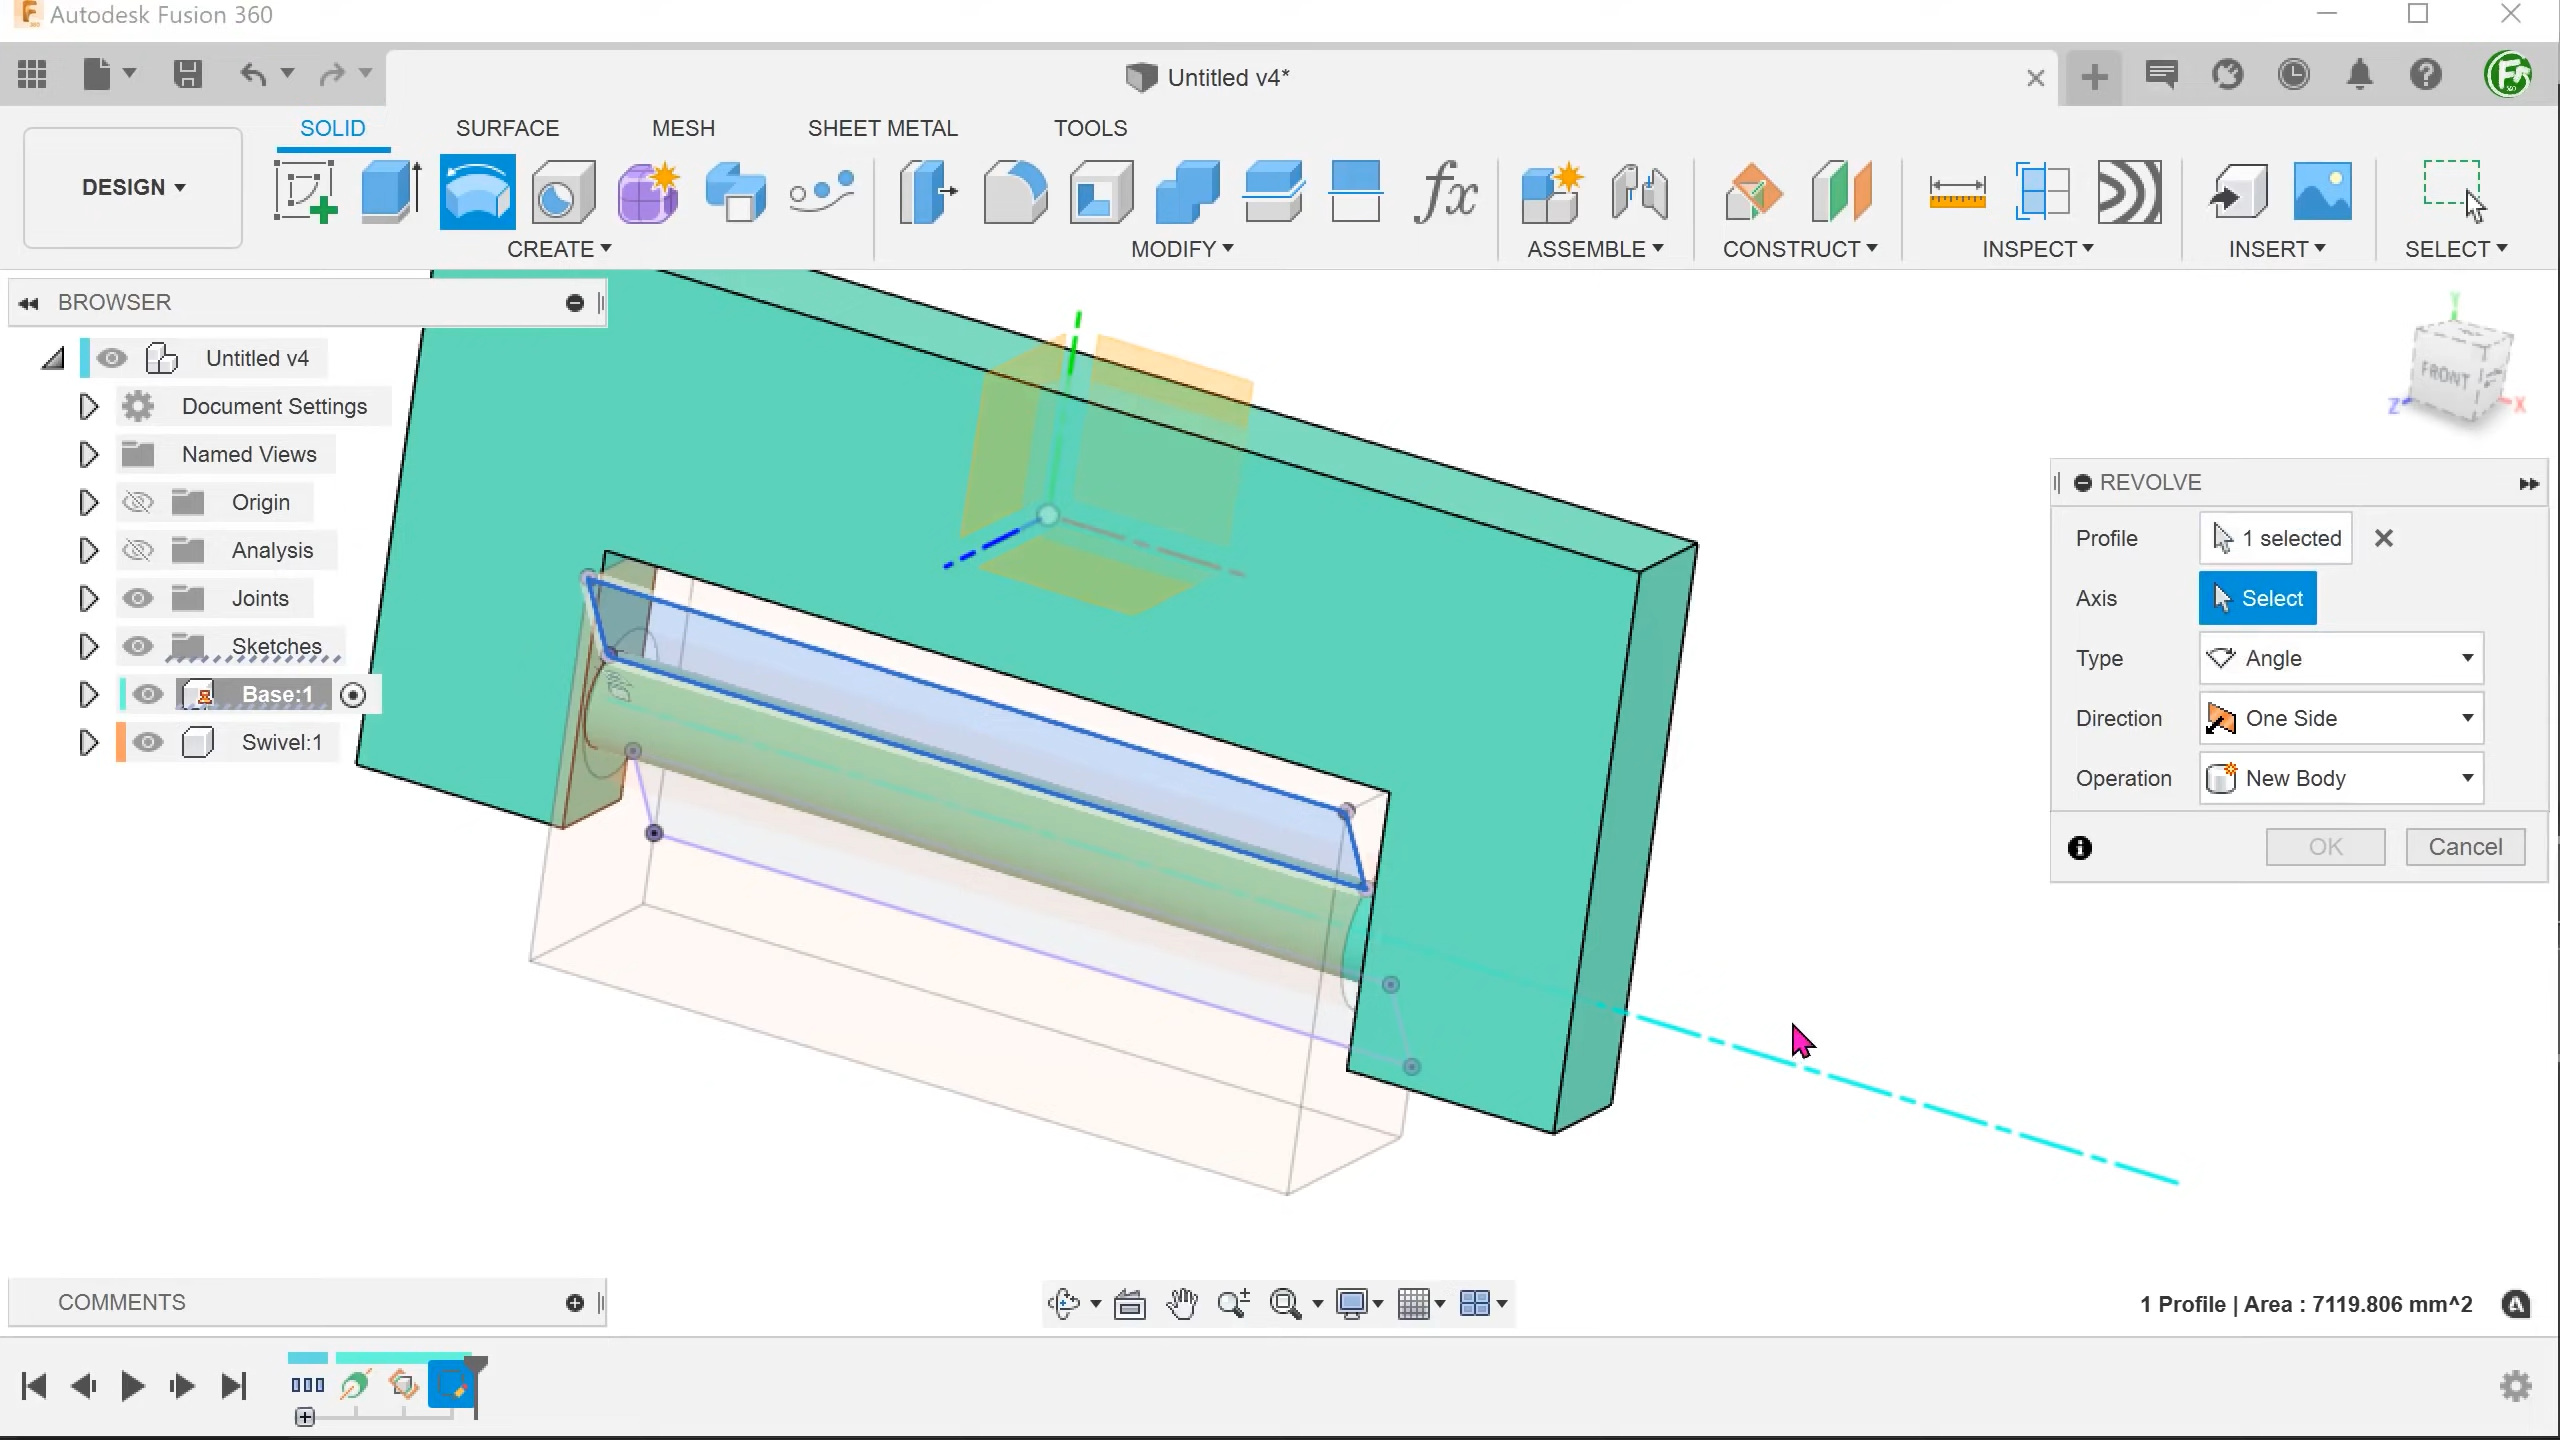 Autodesk Fusion 360
Untitled v4*
SOLID SURFACE MESH SHEET METAL TOOLS
DESIGN
fx
CREATE MODIFY ASSEMBLE CONSTRUCT INSPECT INSERT SELECT
BROWSER
Untitled v4
Document Settings
Named Views
Origin
Analysis
Joints
Sketches
Base:1
Swivel:1
Y
FRONT
Z
X
REVOLVE
Profile 1 selected
Axis Select
Type Angle
Direction One Side
Operation New Body
OK Cancel
COMMENTS
1 Profile | Area : 7119.806 mm^2